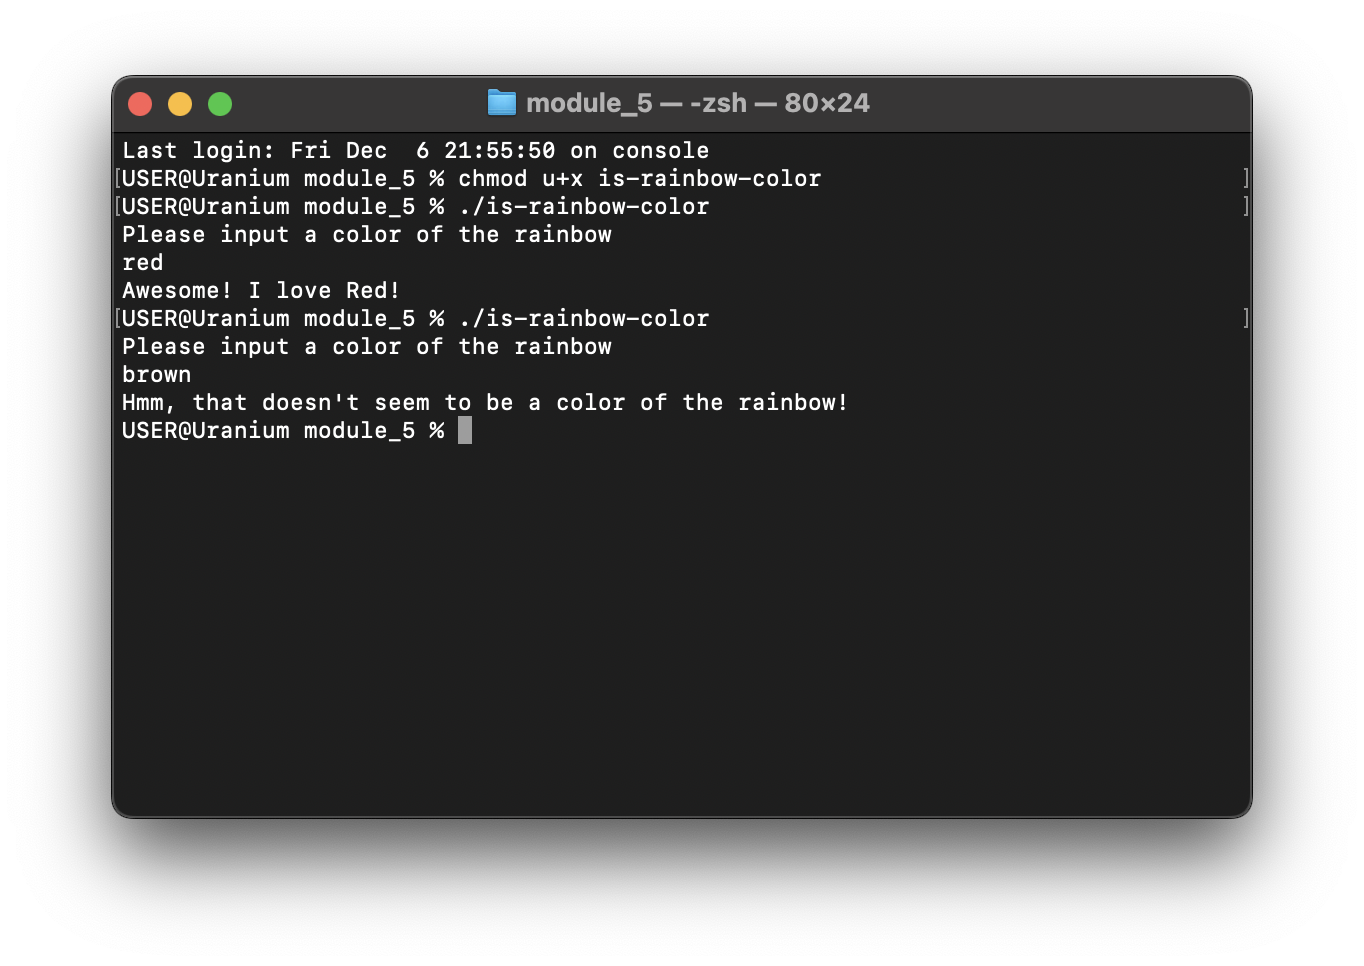 module_5 — -zsh — 80×24
Last login: Fri Dec  6 21:55:50 on console
[USER@Uranium module_5 % chmod u+x is-rainbow-color ]
[USER@Uranium module_5 % ./is-rainbow-color ]
Please input a color of the rainbow
red
Awesome! I love Red!
[USER@Uranium module_5 % ./is-rainbow-color ]
Please input a color of the rainbow
brown
Hmm, that doesn't seem to be a color of the rainbow!
USER@Uranium module_5 %